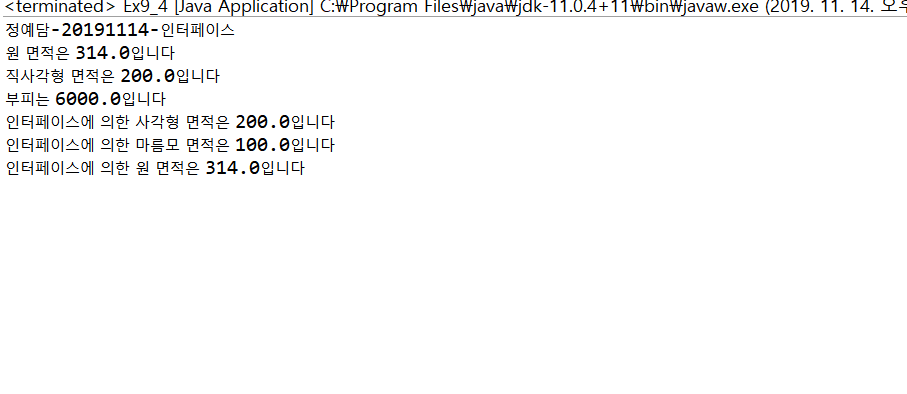 <terminated> Ex9_4 [Java Application] C:₩Program Files₩java₩jdk-11.0.4+11₩bin₩javaw.exe (2019. 11. 14. 오후
정예담-20191114-인터페이스
원 면적은 314.0입니다
직사각형 면적은 200.0입니다
부피는 6000.0입니다
인터페이스에 의한 사각형 면적은 200.0입니다
인터페이스에 의한 마름모 면적은 100.0입니다
인터페이스에 의한 원 면적은 314.0입니다